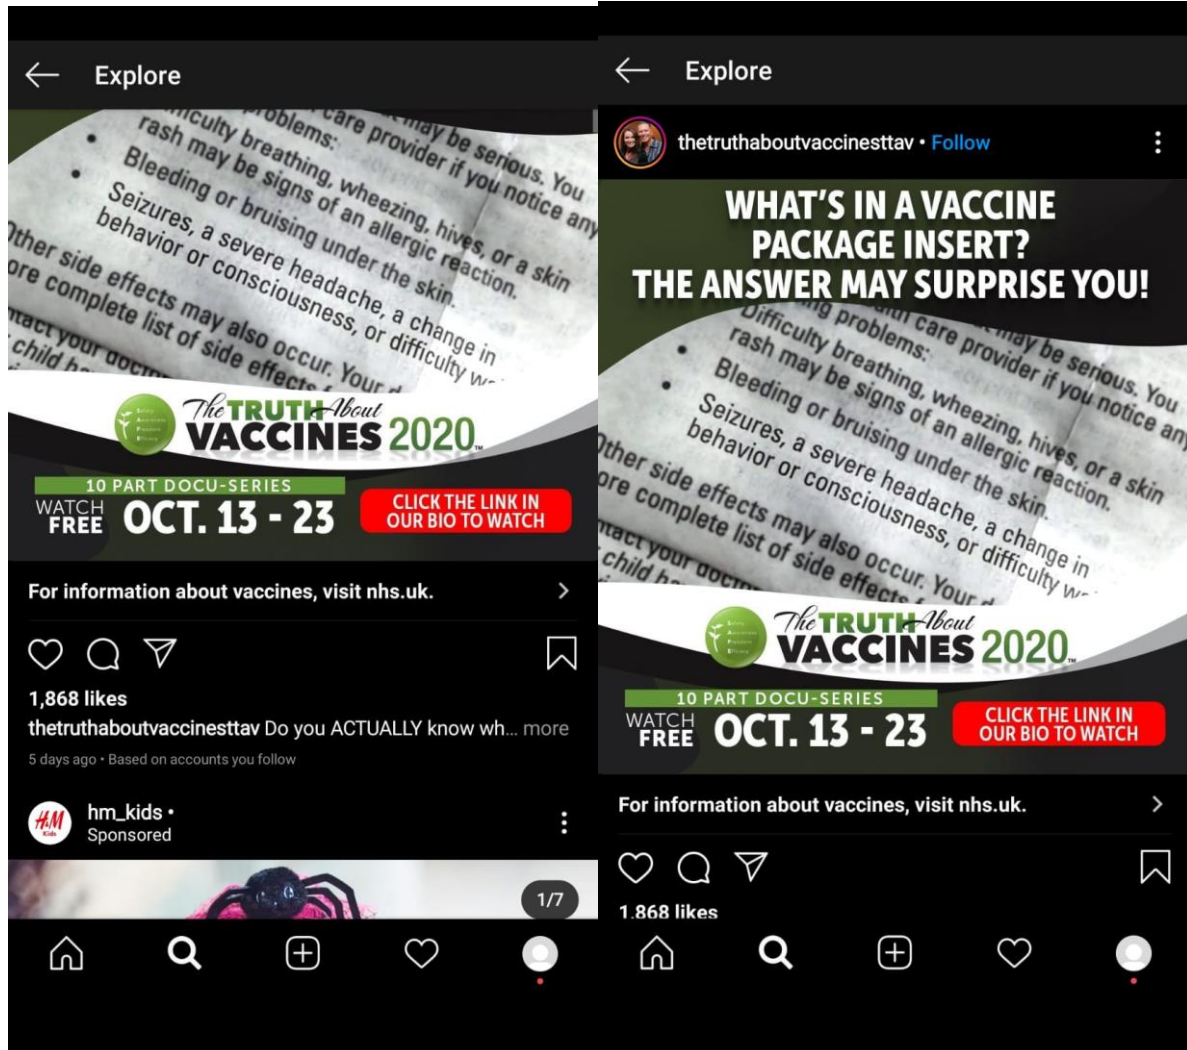 Explore
problems:
care provider if you notice any
may be serious. You
rash may be signs of an allergic reaction.
breathing, wheezing, hives, or a skin
Bleeding or bruising under the skin.
Seizures, a severe headache, a change in
behavior or consciousness, or difficulty
Other side effects may also occur. Your
ore complete list of side effects
child
The TRUTH About
VACCINES 2020
10 PART DOCU-SERIES
WATCH
FREE OCT. 13 - 23
CLICK THE LINK IN
OUR BIO TO WATCH
For information about vaccines, visit nhs.uk.
1,868 likes
thetruthaboutvaccinesttav Do you ACTUALLY know wh... more
5 days ago • Based on accounts you follow
H&M
Kids
hm_kids •
Sponsored
1/7
Explore
thetruthaboutvaccinesttav • Follow
WHAT'S IN A VACCINE
PACKAGE INSERT?
THE ANSWER MAY SURPRISE YOU!
may be serious. You
care provider if you notice any
problems:
Difficulty breathing, wheezing, hives, or a skin
rash may be signs of an allergic reaction.
Bleeding or bruising under the skin.
Seizures, a severe headache, a change in
behavior or consciousness, or difficulty
Other side effects may also occur. Your
ore complete list of side effects
child
The TRUTH About
VACCINES 2020
10 PART DOCU-SERIES
WATCH
FREE OCT. 13 - 23
CLICK THE LINK IN
OUR BIO TO WATCH
For information about vaccines, visit nhs.uk.
1,868 likes